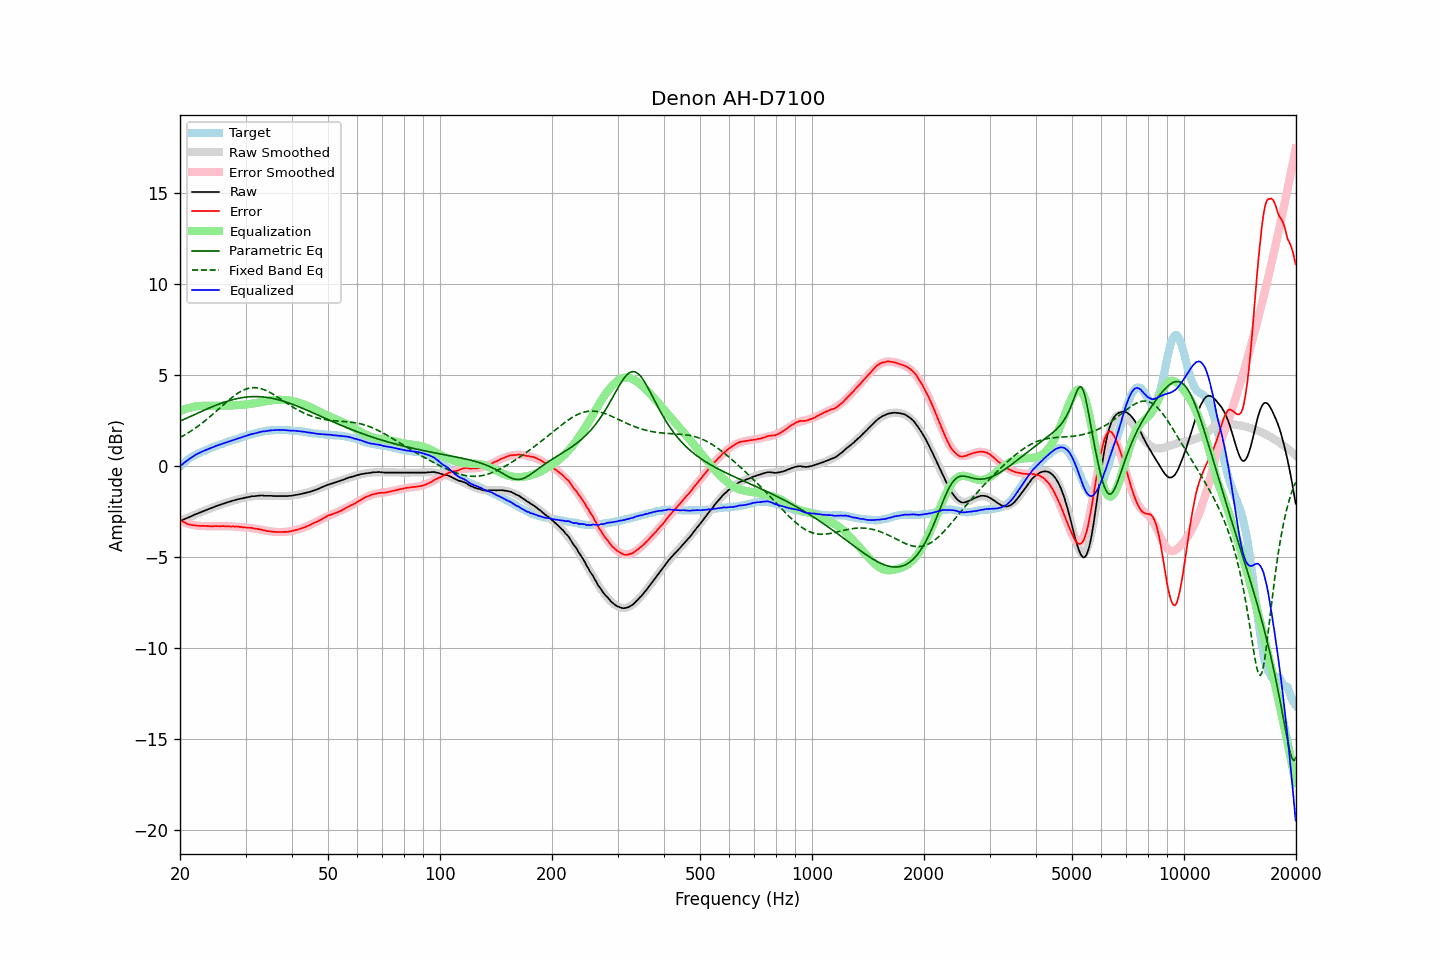 Denon AH-D7100
Target
Raw Smoothed
Error Smoothed
Raw
Error
Equalization
Parametric Eq
Fixed Band Eq
Equalized
15
10
5
0
−5
−10
−15
−20
Amplitude (dBr)
20 50 100 200 500 1000 2000 5000 10000 20000
Frequency (Hz)